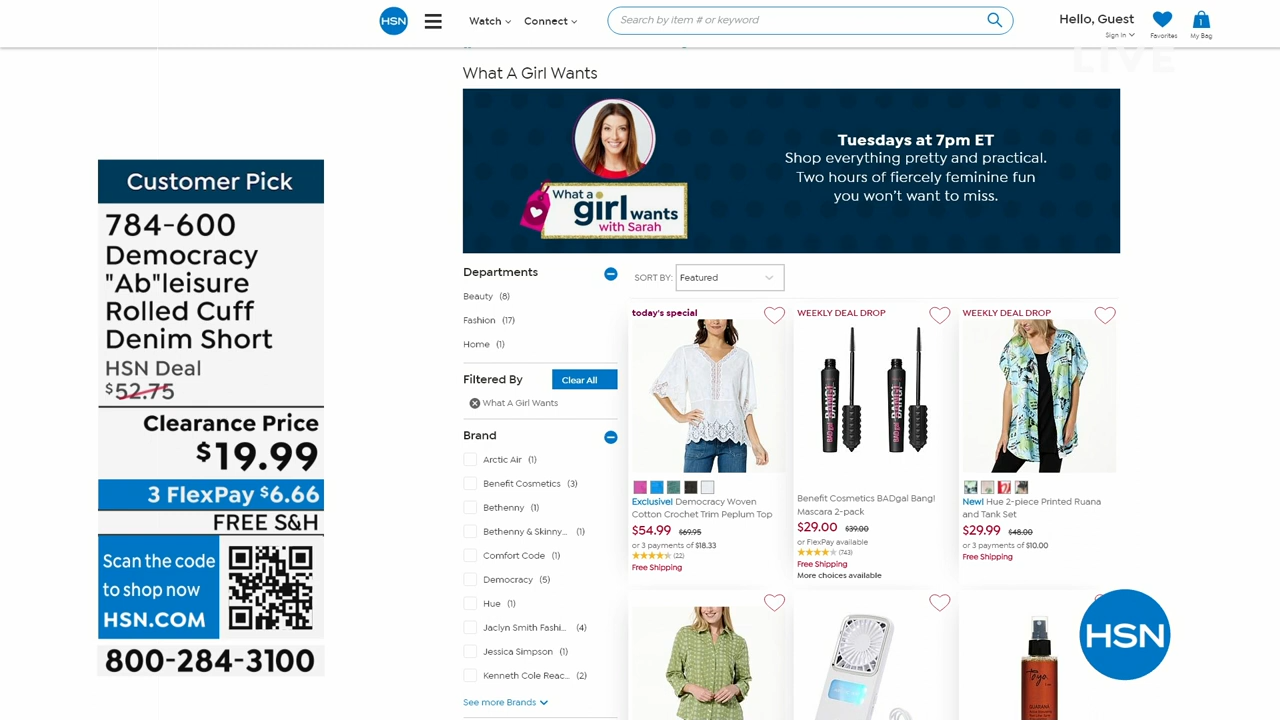 HSN
Watch
Connect
Search by item # or keyword
Hello, Guest
Sign In
Favorites
1
My Bag
LIVE
What A Girl Wants
What a
girl wants
with Sarah
Tuesdays at 7pm ET
Shop everything pretty and practical.
Two hours of fiercely feminine fun
you won't want to miss.
Customer Pick
784-600
Democracy
"Ab"leisure
Rolled Cuff
Denim Short
HSN Deal
$52.75
Clearance Price
$19.99
3 FlexPay $6.66
FREE S&H
Scan the code
to shop now
HSN.COM
800-284-3100
Departments
Beauty (8)
Fashion (17)
Home (1)
Filtered By
Clear All
What A Girl Wants
Brand
Arctic Air (1)
Benefit Cosmetics (3)
Bethenny (1)
Bethenny & Skinny... (1)
Comfort Code (1)
Democracy (5)
Hue (1)
Jaclyn Smith Fashi... (4)
Jessica Simpson (1)
Kenneth Cole Reac... (2)
See more Brands
SORT BY: Featured
today's special
Exclusive! Democracy Woven
Cotton Crochet Trim Peplum Top
$54.99 $69.95
or 3 payments of $18.33
(22)
Free Shipping
WEEKLY DEAL DROP
BADgal BANG!
BADgal BANG!
Benefit Cosmetics BADgal Bang!
Mascara 2-pack
$29.00 $39.00
or FlexPay available
(743)
Free Shipping
More choices available
WEEKLY DEAL DROP
New! Hue 2-piece Printed Ruana
and Tank Set
$29.99 $48.00
or 3 payments of $10.00
Free Shipping
Taya
GUARANA
HSN